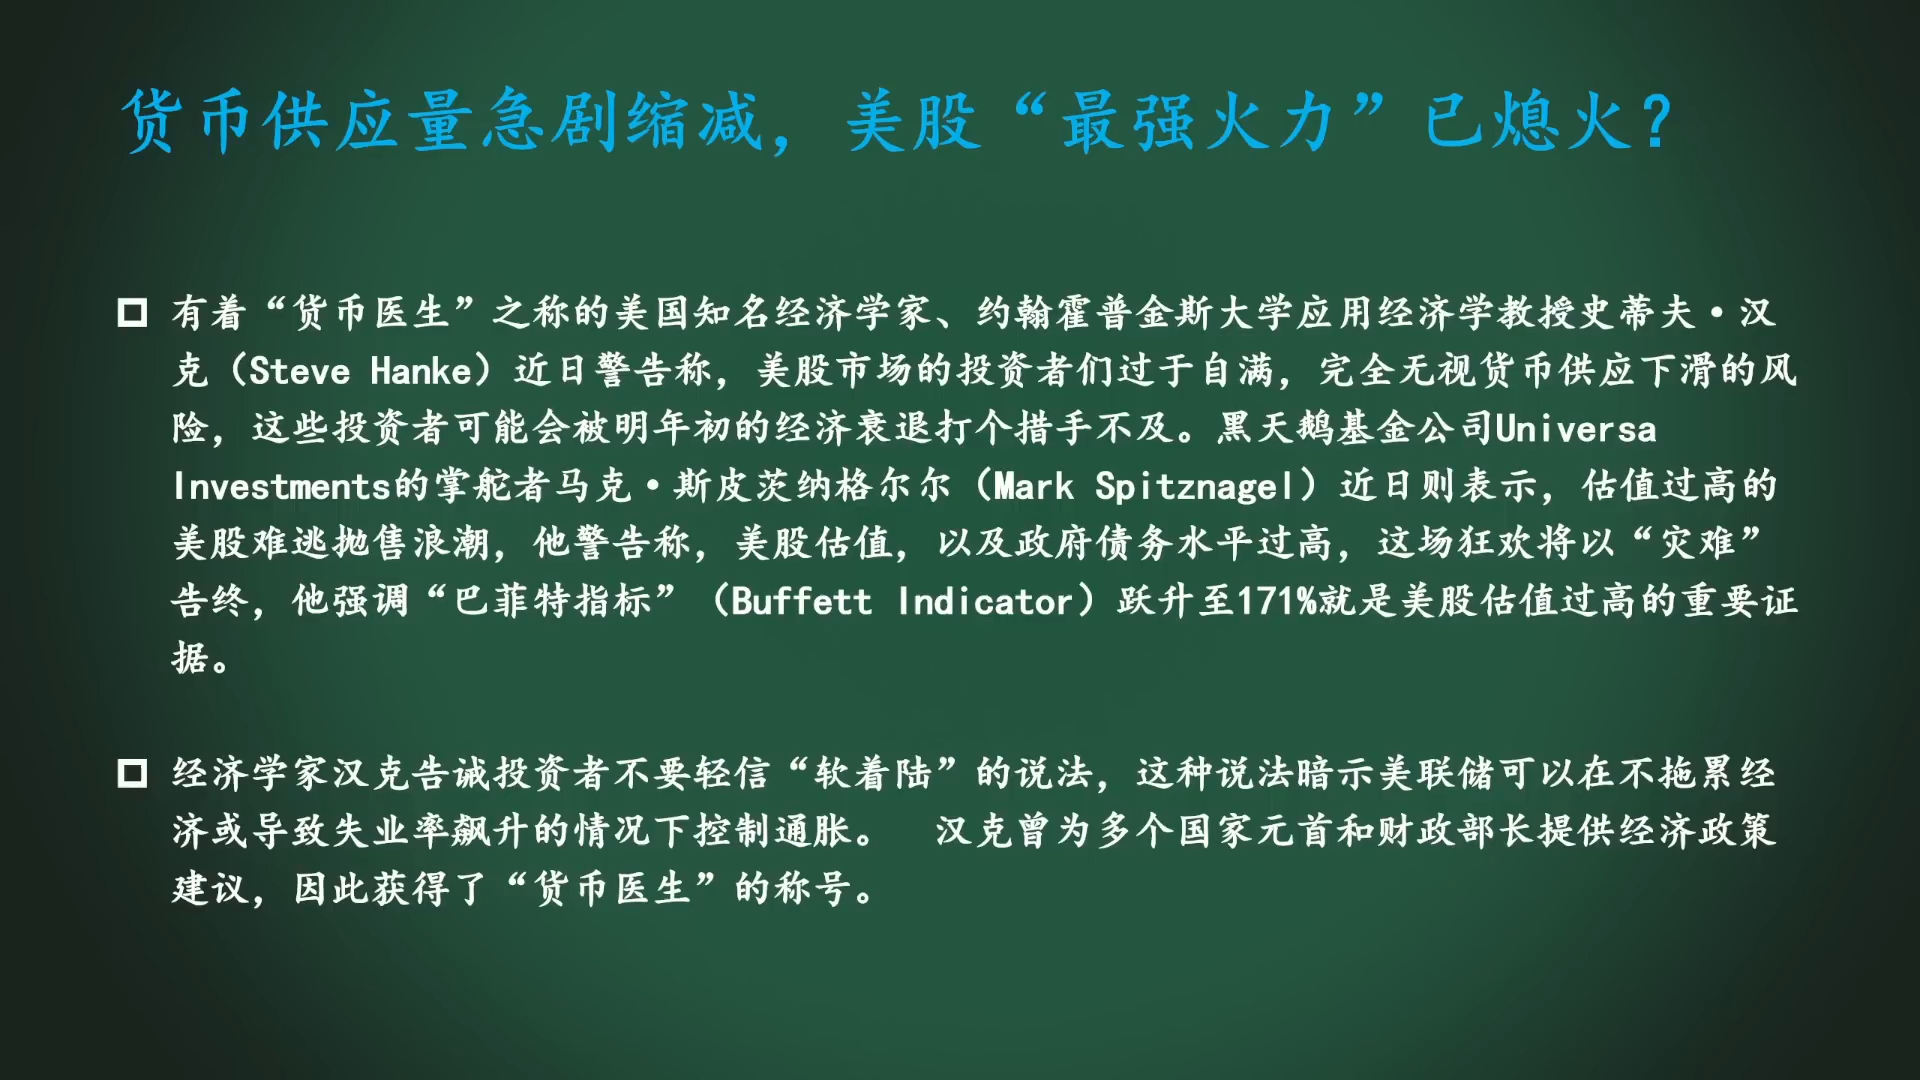 货币供应量急剧缩减，美股“最强火力”已熄火？
有着“货币医生”之称的美国知名经济学家、约翰霍普金斯大学应用经济学教授史蒂夫·汉
克（Steve Hanke）近日警告称，美股市场的投资者们过于自满，完全无视货币供应下滑的风
险，这些投资者可能会被明年初的经济衰退打个措手不及。黑天鹅基金公司Universa
Investments的掌舵者马克·斯皮茨纳格尔尔（Mark Spitznagel）近日则表示，估值过高的
美股难逃抛售浪潮，他警告称，美股估值，以及政府债务水平过高，这场狂欢将以“灾难”
告终，他强调“巴菲特指标”（Buffett Indicator）跃升至171%就是美股估值过高的重要证
据。
经济学家汉克告诫投资者不要轻信“软着陆”的说法，这种说法暗示美联储可以在不拖累经
济或导致失业率飙升的情况下控制通胀。 汉克曾为多个国家元首和财政部长提供经济政策
建议，因此获得了“货币医生”的称号。